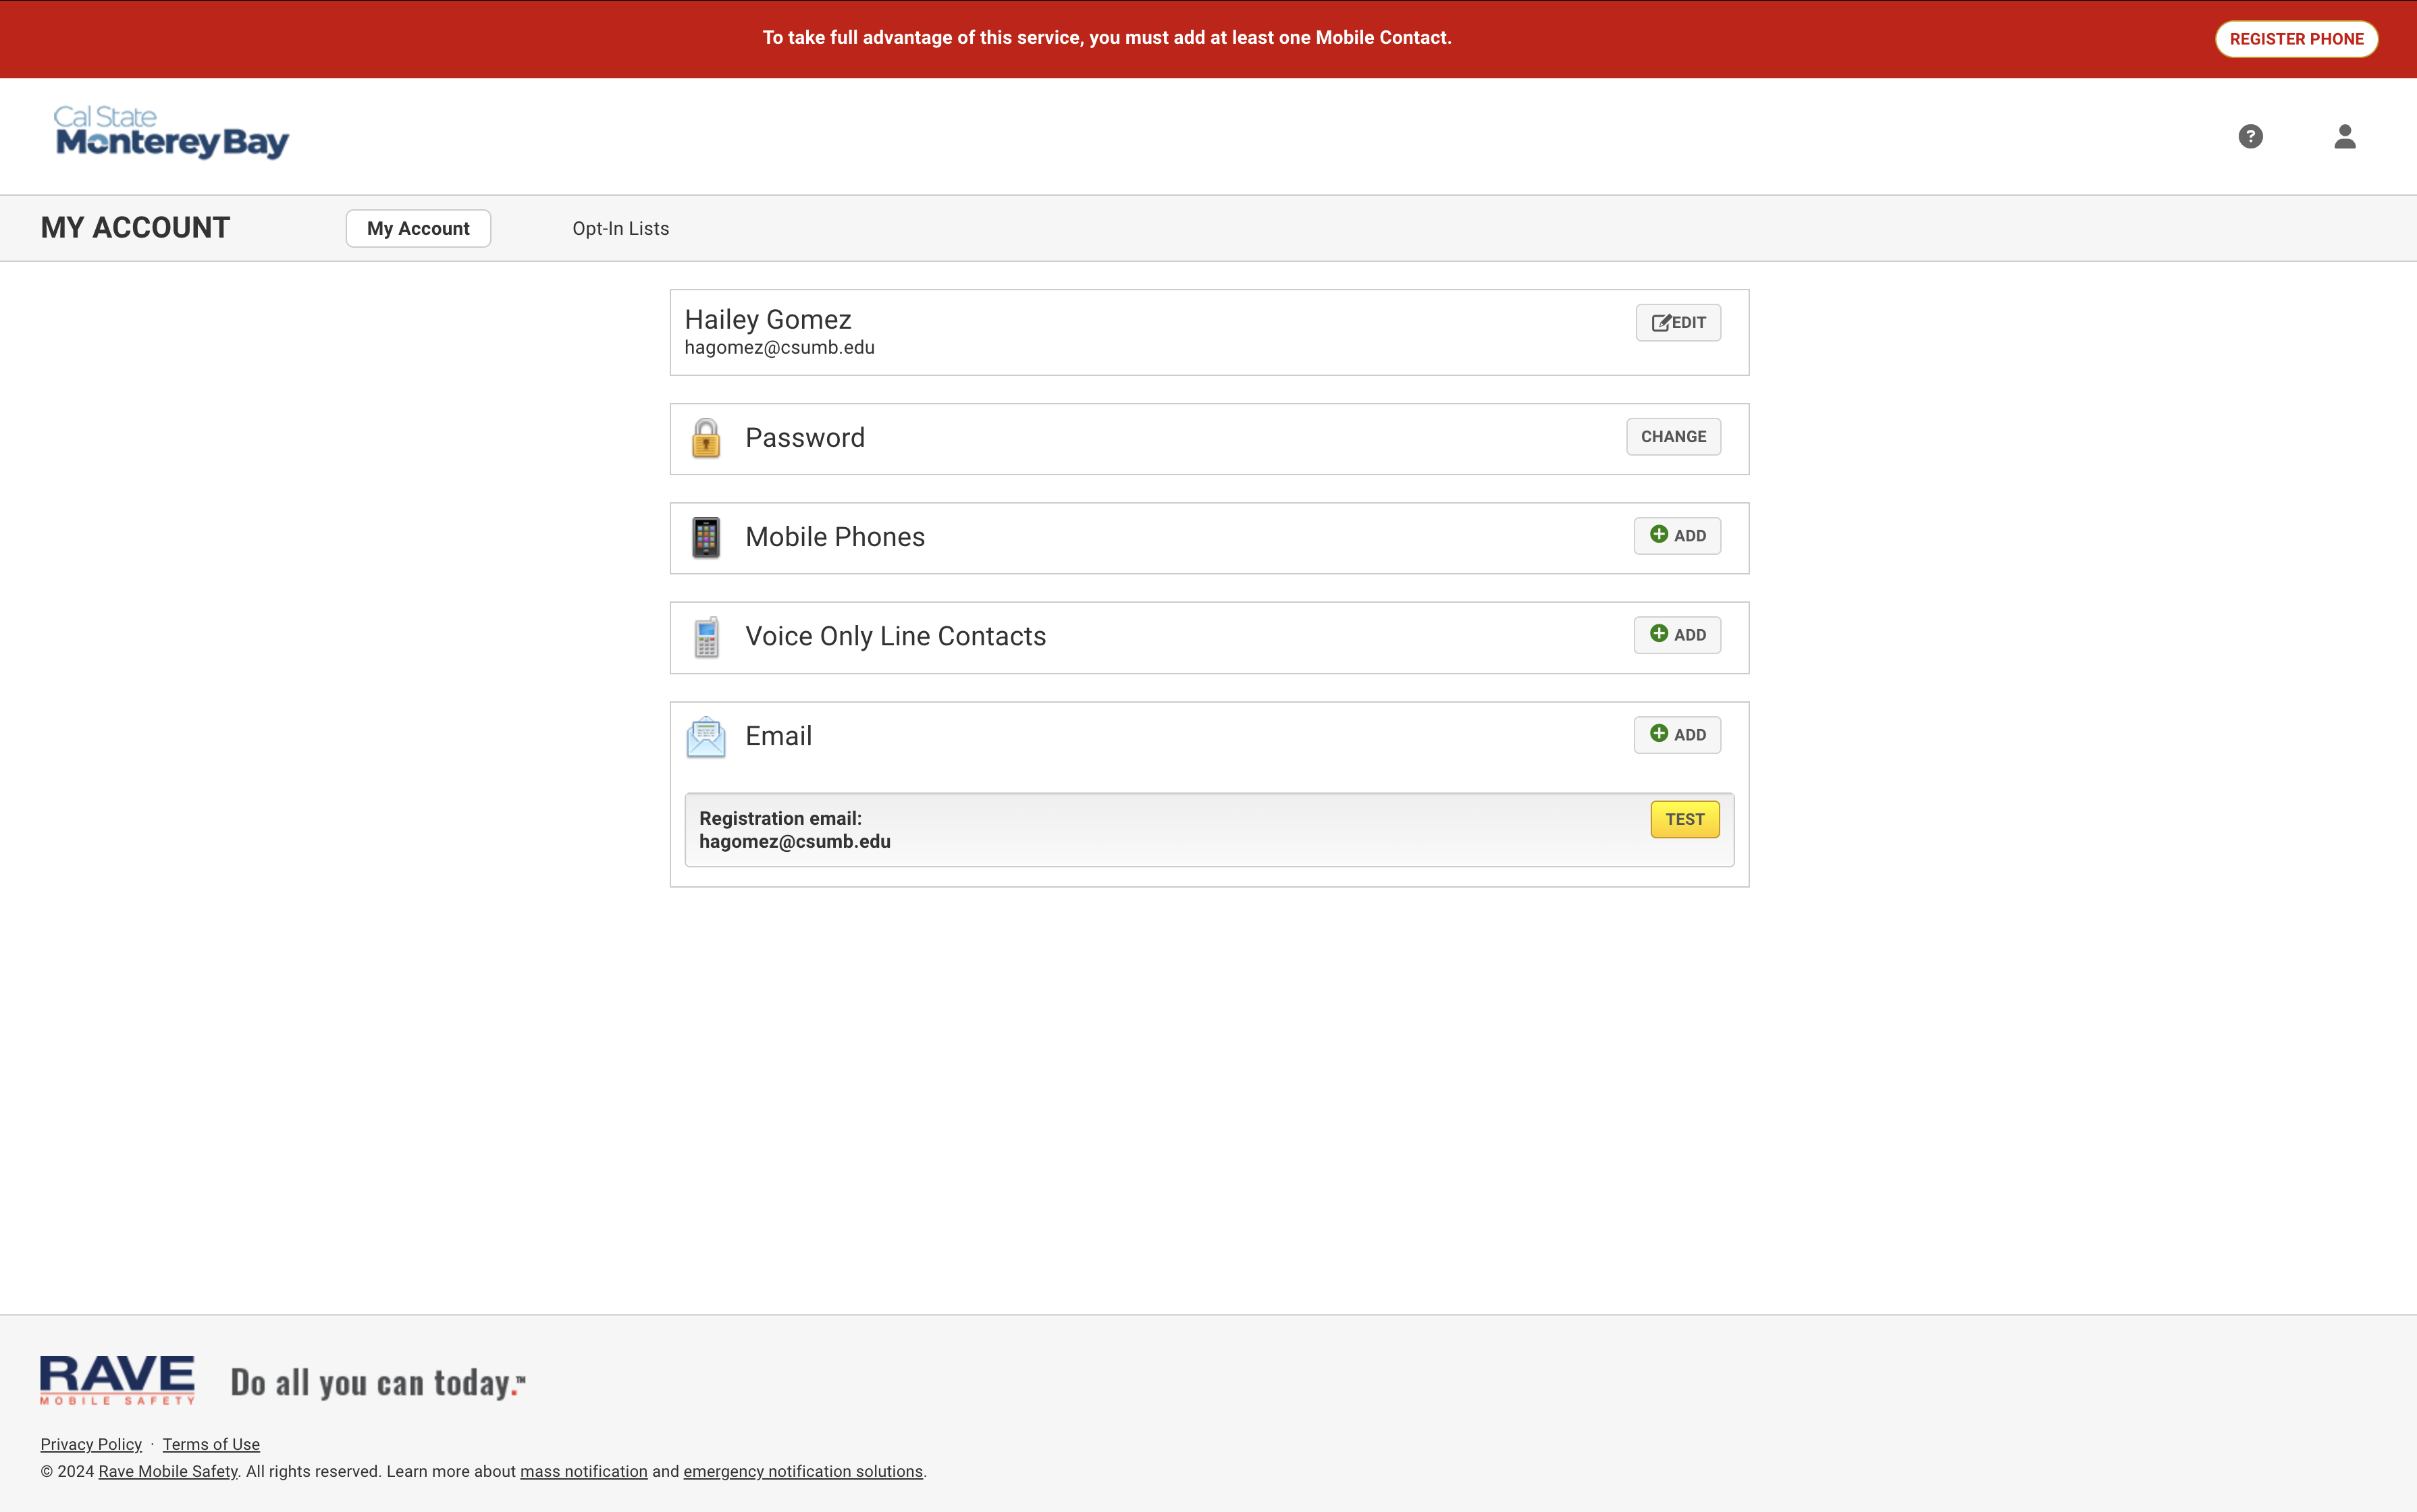 To take full advantage of this service, you must add at least one Mobile Contact.
REGISTER PHONE
Cal State
Monterey Bay
?
MY ACCOUNT
My Account
Opt-In Lists
Hailey Gomez
EDIT
hagomez@csumb.edu
Password
CHANGE
Mobile Phones
ADD
Voice Only Line Contacts
ADD
Email
ADD
Registration email:
TEST
hagomez@csumb.edu
RAVE
MOBILE SAFETY
Do all you can today.™
Privacy Policy · Terms of Use
© 2024 Rave Mobile Safety. All rights reserved. Learn more about mass notification and emergency notification solutions.